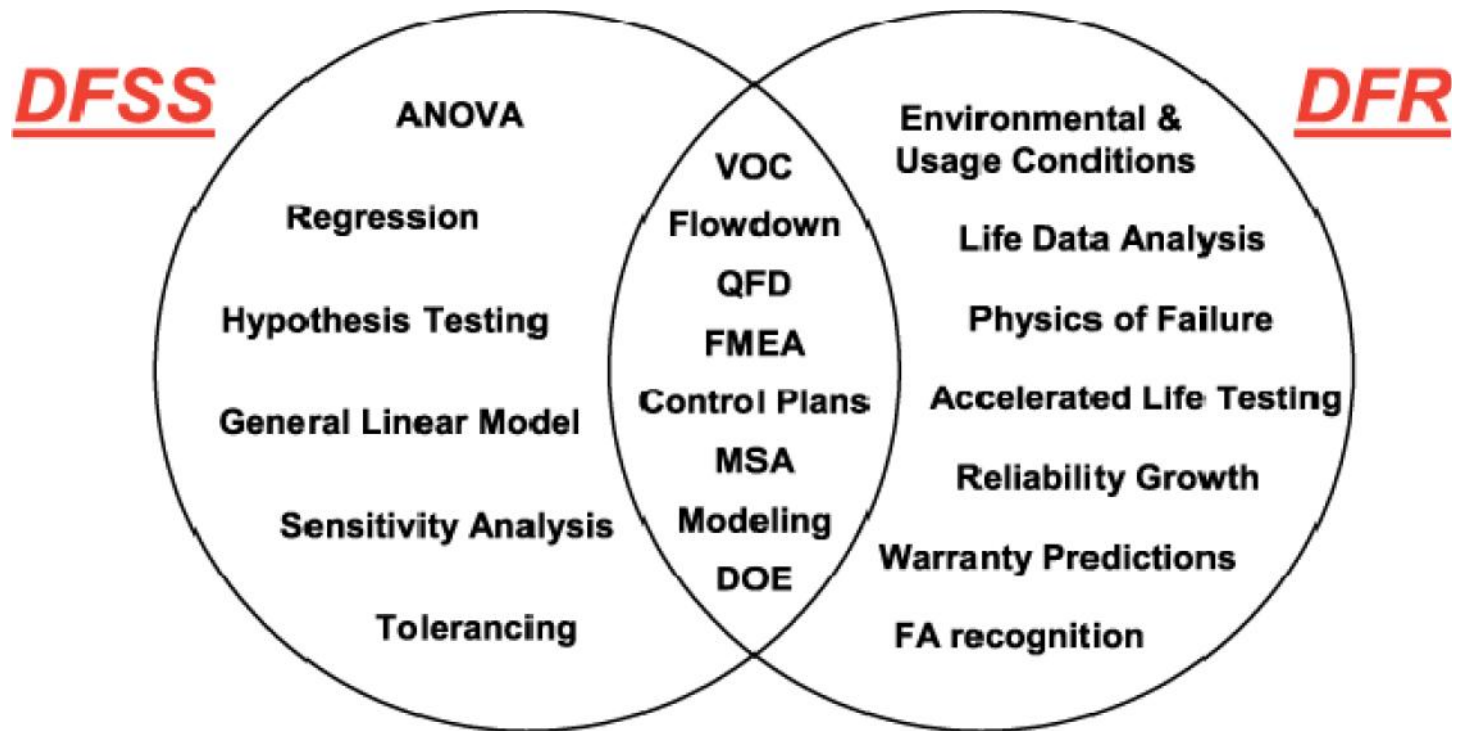 DFSS
ANOVA
Regression
Hypothesis Testing
General Linear Model
Sensitivity Analysis
Tolerancing
VOC
Flowdown
QFD
FMEA
Control Plans
MSA
Modeling
DOE
DFR
Environmental &
Usage Conditions
Life Data Analysis
Physics of Failure
Accelerated Life Testing
Reliability Growth
Warranty Predictions
FA recognition